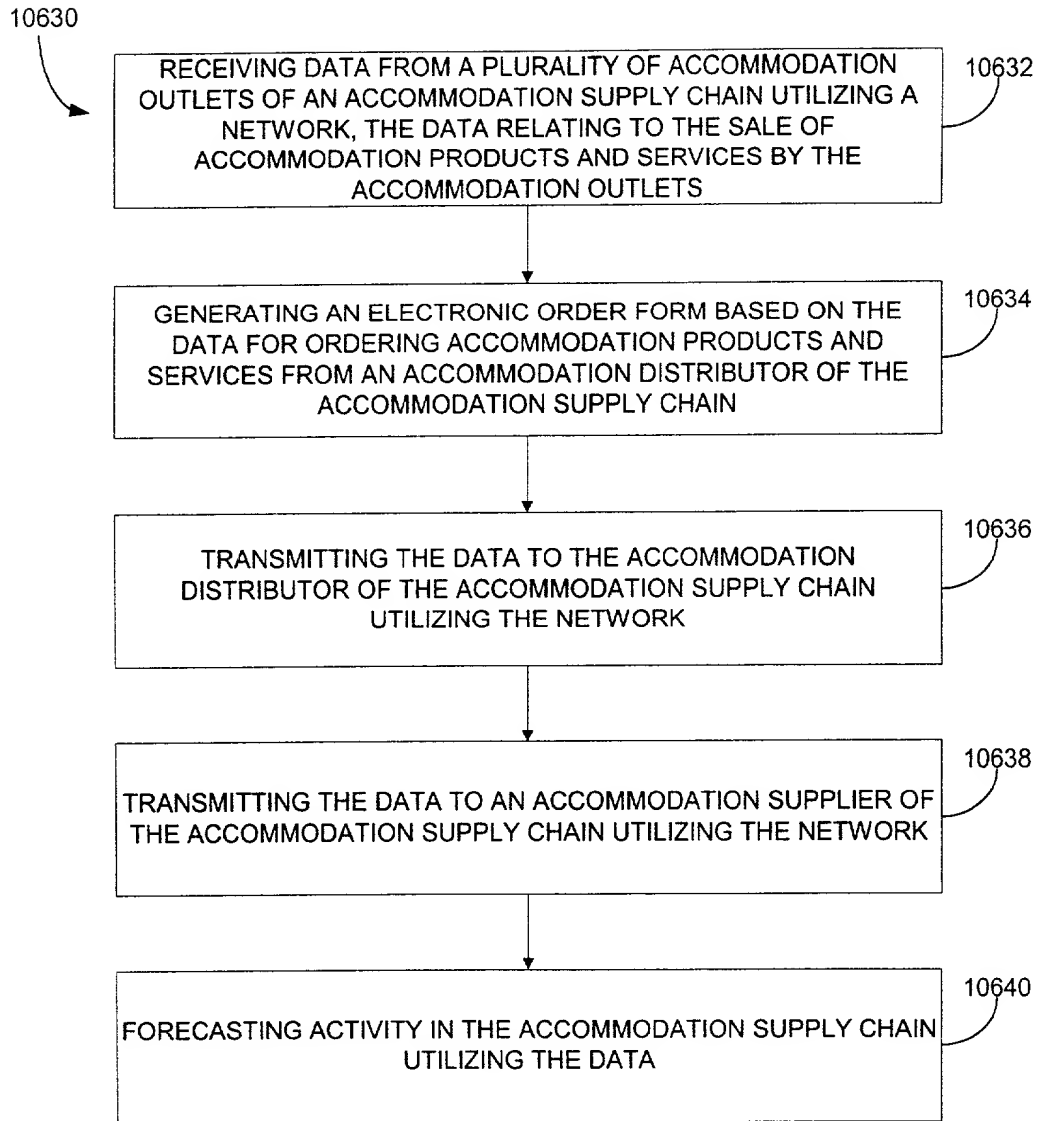 10630
RECEIVING DATA FROM A PLURALITY OF ACCOMMODATION
OUTLETS OF AN ACCOMMODATION SUPPLY CHAIN UTILIZING A
NETWORK, THE DATA RELATING TO THE SALE OF
ACCOMMODATION PRODUCTS AND SERVICES BY THE
ACCOMMODATION OUTLETS
10632
GENERATING AN ELECTRONIC ORDER FORM BASED ON THE
DATA FOR ORDERING ACCOMMODATION PRODUCTS AND
SERVICES FROM AN ACCOMMODATION DISTRIBUTOR OF THE
ACCOMMODATION SUPPLY CHAIN
10634
TRANSMITTING THE DATA TO THE ACCOMMODATION
DISTRIBUTOR OF THE ACCOMMODATION SUPPLY CHAIN
UTILIZING THE NETWORK
10636
TRANSMITTING THE DATA TO AN ACCOMMODATION SUPPLIER OF
THE ACCOMMODATION SUPPLY CHAIN UTILIZING THE NETWORK
10638
FORECASTING ACTIVITY IN THE ACCOMMODATION SUPPLY CHAIN
UTILIZING THE DATA
10640